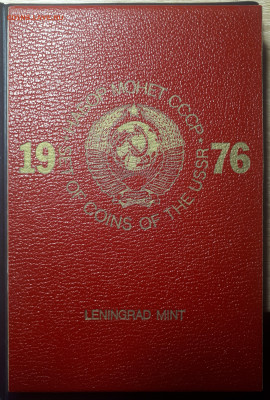 НАБОР·МОНЕТ СССР
19 76
SET OF COINS OF THE USSR
LENINGRAD MINT